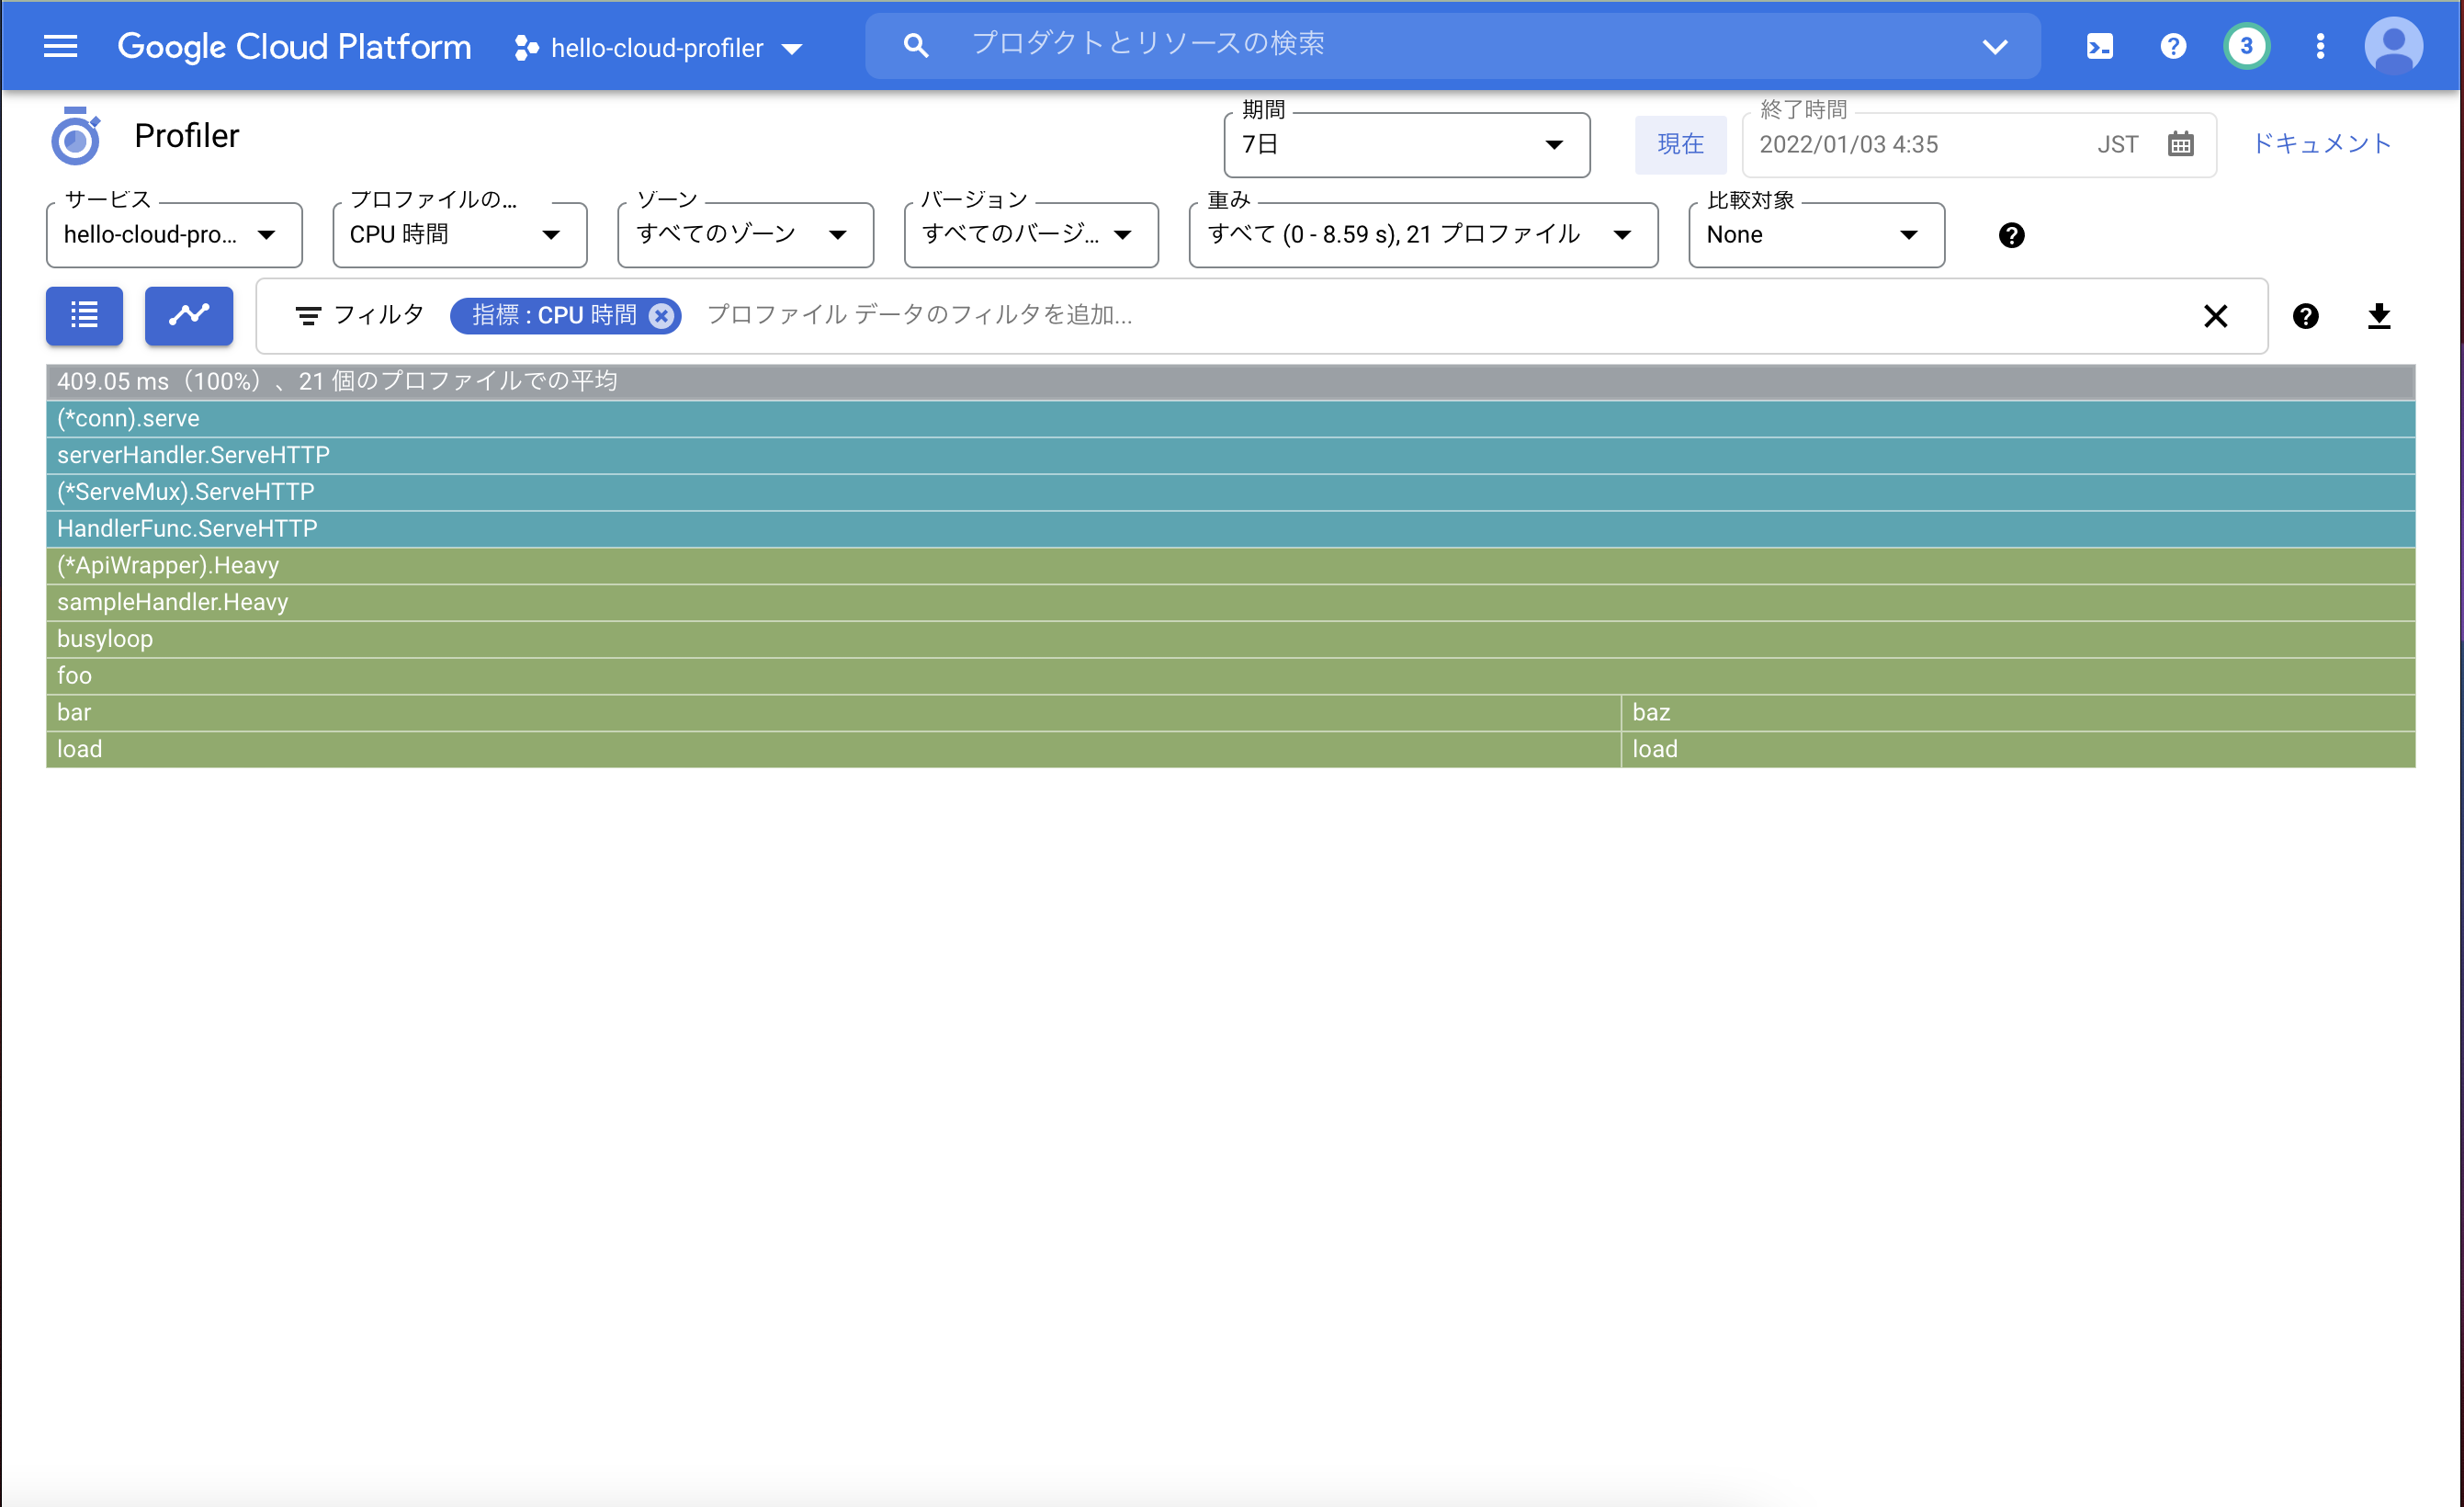 Google Cloud Platform hello-cloud-profiler プロダクトとリソースの検索 3
Profiler
期間
7日
現在
終了時間
2022/01/03 4:35 JST
ドキュメント
サービス
hello-cloud-pro...
プロファイルの...
CPU 時間
ゾーン
すべてのゾーン
バージョン
すべてのバージ...
重み
すべて (0 - 8.59 s), 21 プロファイル
比較対象
None
フィルタ 指標 : CPU 時間 プロファイル データのフィルタを追加...
409.05 ms（100%）、21 個のプロファイルでの平均
(*conn).serve
serverHandler.ServeHTTP
(*ServeMux).ServeHTTP
HandlerFunc.ServeHTTP
(*ApiWrapper).Heavy
sampleHandler.Heavy
busyloop
foo
bar baz
load load